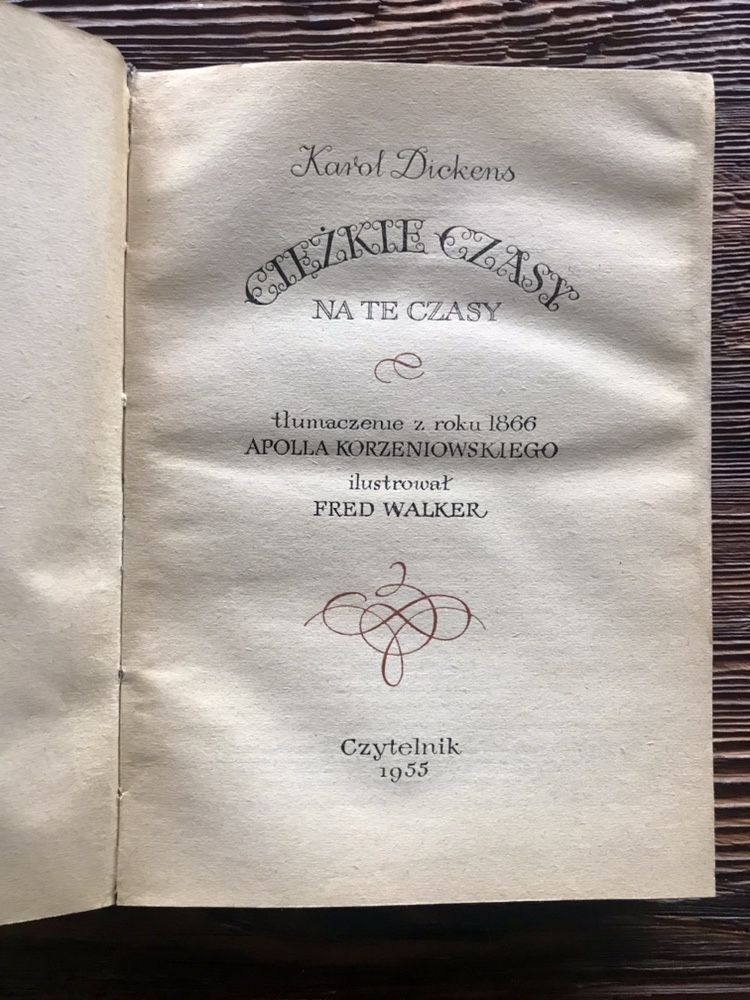 Karol Dickens
CIĘŻKIE CZASY
NA TE CZASY
tłumaczenie z roku 1866
APOLLA KORZENIOWSKIEGO
ilustrował
FRED WALKER
Czytelnik
1955